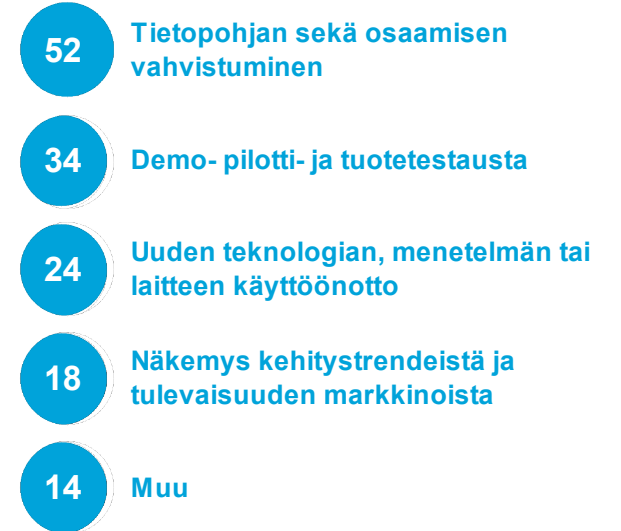 52
Tietopohjan sekä osaamisen
vahvistuminen
34
Demo- pilotti- ja tuotetestausta
24
Uuden teknologian, menetelmän tai
laitteen käyttöönotto
18
Näkemys kehitystrendeistä ja
tulevaisuuden markkinoista
14
Muu